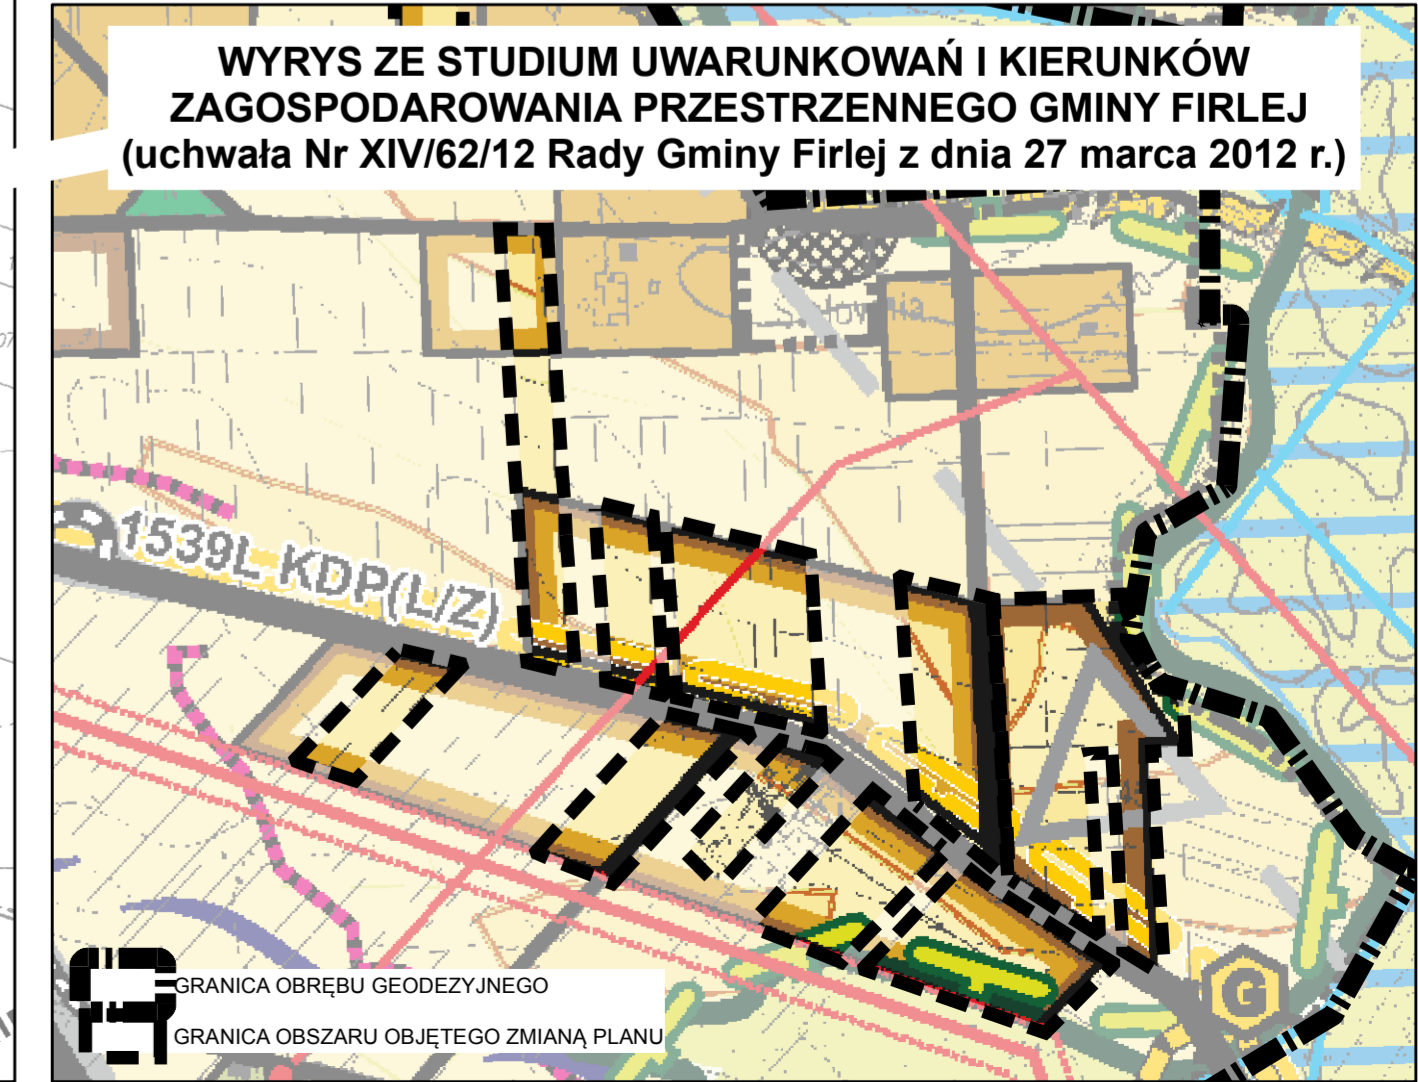 WYRYS ZE STUDIUM UWARUNKOWAŃ I KIERUNKÓW
ZAGOSPODAROWANIA PRZESTRZENNEGO GMINY FIRLEJ
(uchwała Nr XIV/62/12 Rady Gminy Firlej z dnia 27 marca 2012 r.)
1539L KDP(L/Z)
G
GRANICA OBRĘBU GEODEZYJNEGO
GRANICA OBSZARU OBJĘTEGO ZMIANĄ PLANU